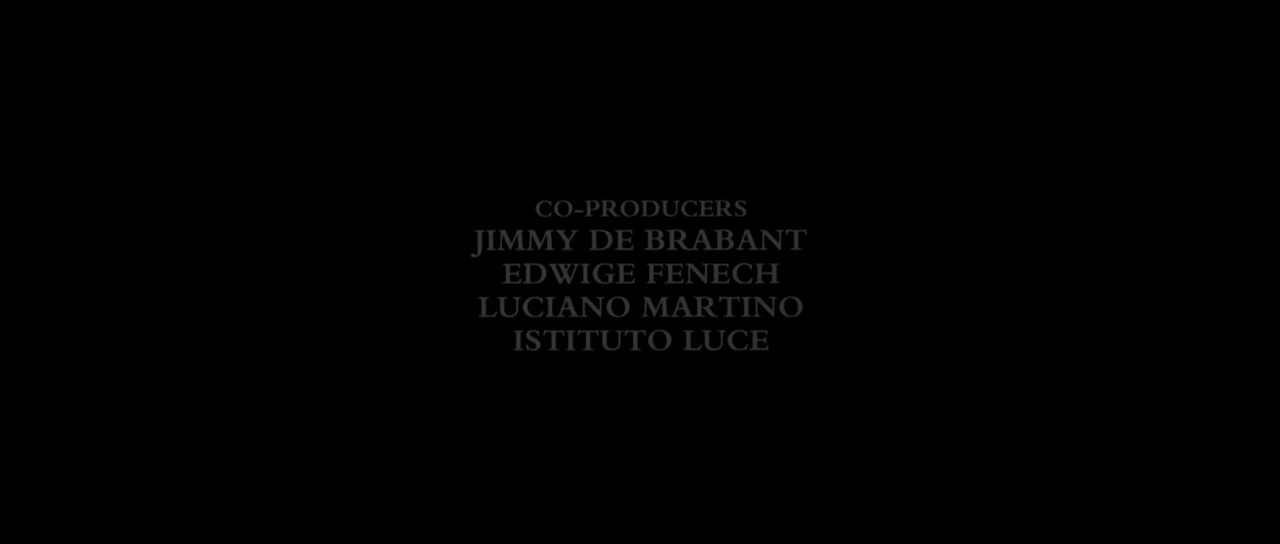 CO-PRODUCERS
JIMMY DE BRABANT
EDWIGE FENECH
LUCIANO MARTINO
ISTITUTO LUCE